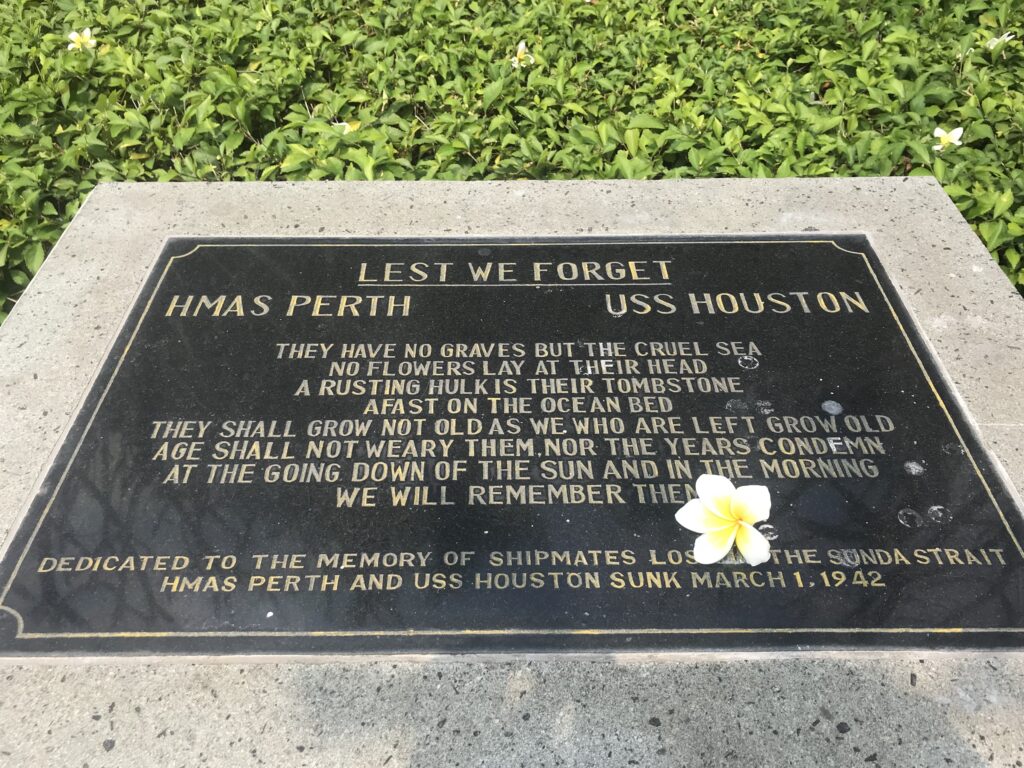 LEST WE FORGET
HMAS PERTH USS HOUSTON
THEY HAVE NO GRAVES BUT THE CRUEL SEA
NO FLOWERS LAY AT THEIR HEAD
A RUSTING HULK IS THEIR TOMBSTONE
AFAST ON THE OCEAN BED
THEY SHALL GROW NOT OLD AS WE WHO ARE LEFT GROW OLD
AGE SHALL NOT WEARY THEM, NOR THE YEARS CONDEMN
AT THE GOING DOWN OF THE SUN AND IN THE MORNING
WE WILL REMEMBER THEM
DEDICATED TO THE MEMORY OF SHIPMATES LOS THE SUNDA STRAIT
HMAS PERTH AND USS HOUSTON SUNK MARCH 1, 1942